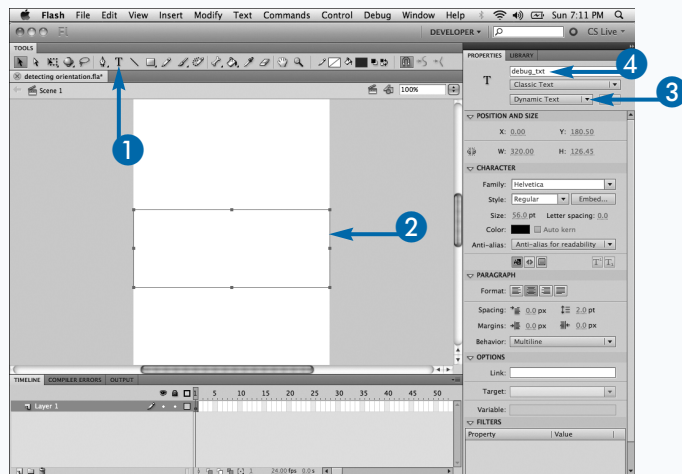 Flash File Edit View Insert Modify Text Commands Control Debug Window Help Sun 7:11 PM
DEVELOPER CS Live
TOOLS
PROPERTIES LIBRARY
T
detecting orientation.fla*
Scene 1 100%
T
debug_txt
Classic Text
Dynamic Text
1
2
3
4
POSITION AND SIZE
X: 0.00 Y: 180.50
W: 320.00 H: 126.45
CHARACTER
Family: Helvetica
Style: Regular Embed...
Size: 56.0 pt Letter spacing: 0.0
Color: Auto kern
Anti-alias: Anti-alias for readability
PARAGRAPH
Format:
Spacing: 0.0 px 2.0 pt
Margins: 0.0 px 0.0 px
Behavior: Multiline
OPTIONS
Link:
Target:
Variable:
FILTERS
Property Value
TIMELINE COMPILER ERRORS OUTPUT
1 5 10 15 20 25 30 35 40 45 50
Layer 1
1 24.00 fps 0.0 s